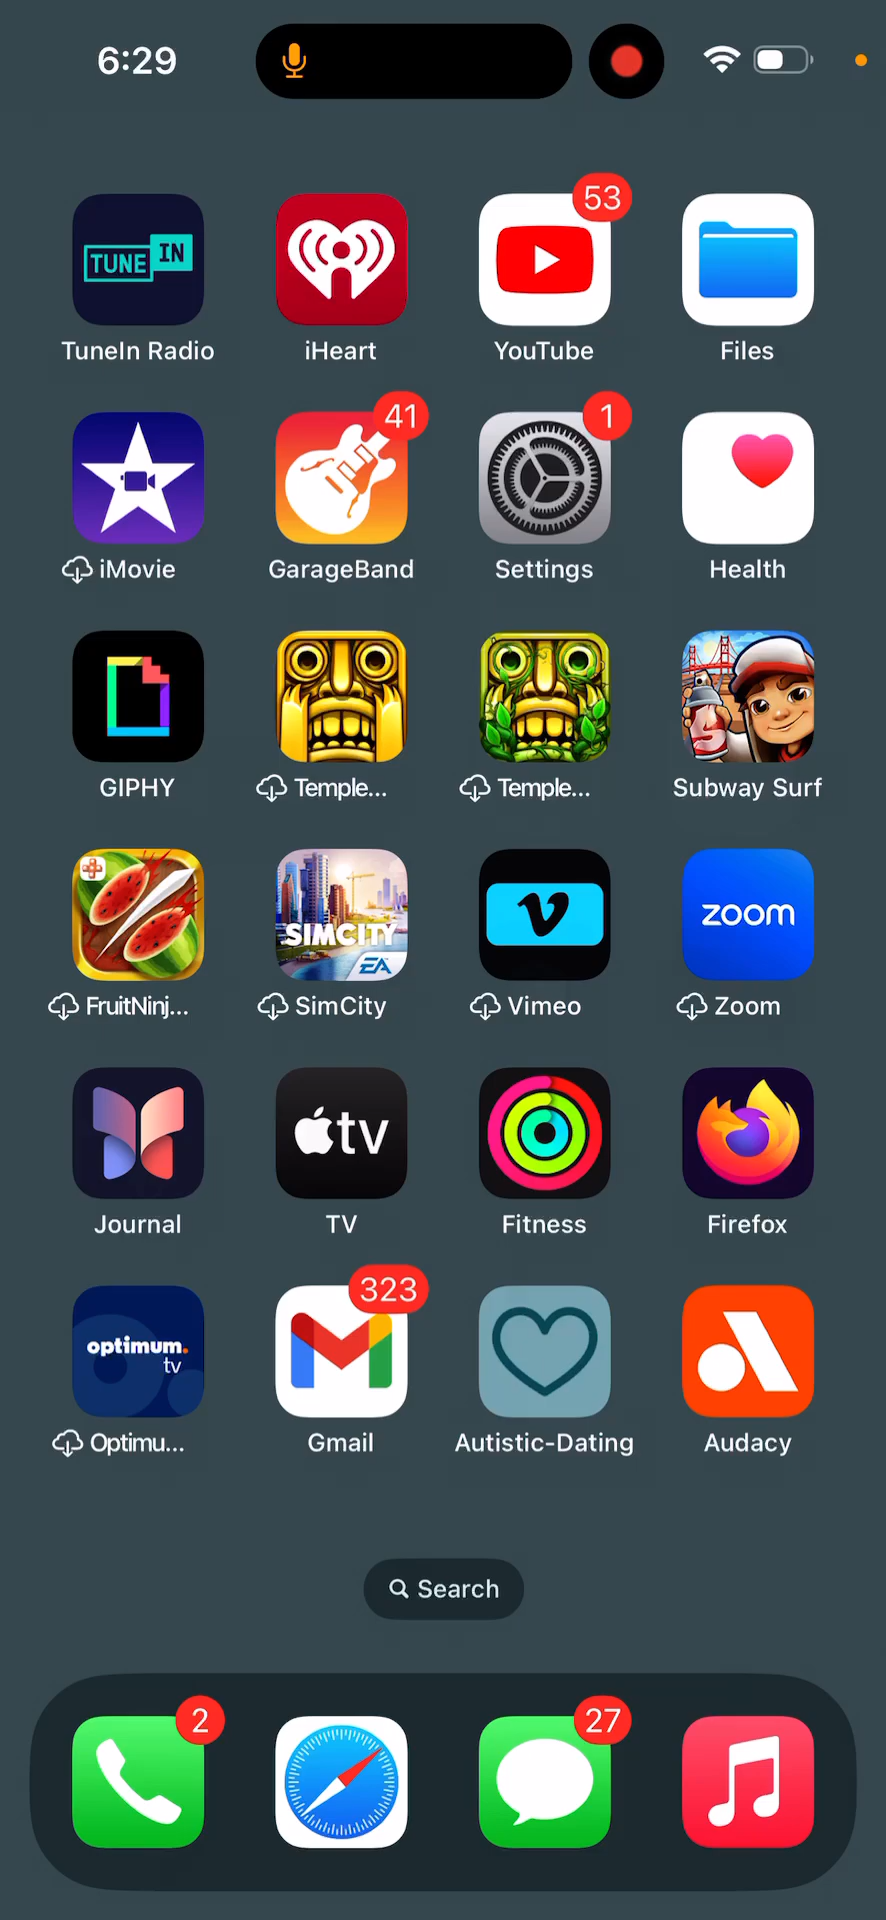 6:29
TUNE IN
53
TuneIn Radio
iHeart
YouTube
Files
41
1
iMovie
GarageBand
Settings
Health
GIPHY
Temple...
Temple...
Subway Surf
SIMCITY
EA
zoom
FruitNinj...
SimCity
Vimeo
Zoom
tv
Journal
TV
Fitness
Firefox
323
optimum.
tv
Optimu...
Gmail
Autistic-Dating
Audacy
Search
2
27